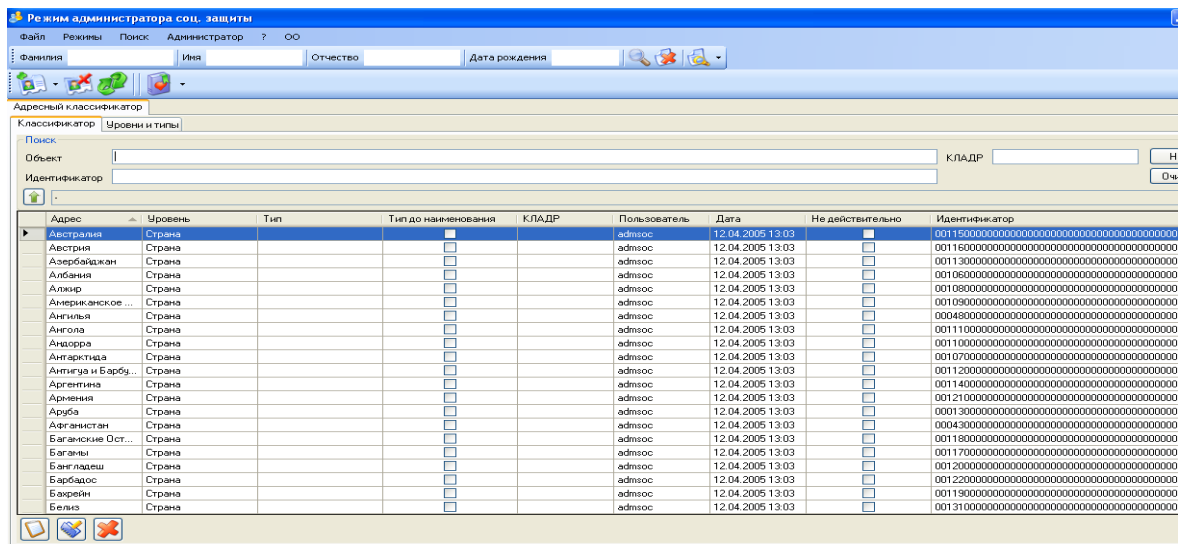 Режим администратора соц. защиты
Файл Режимы Поиск Администратор ? ОО
Фамилия Имя Отчество Дата рождения
Адресный классификатор
Классификатор Уровни и типы
Поиск
Объект КЛАДР
Идентификатор
Адрес Уровень Тип Тип до наименования КЛАДР Пользователь Дата Не действительно Идентификатор
Австралия Страна admsoc 12.04.2005 13:03
Австрия Страна admsoc 12.04.2005 13:03
Азербайджан Страна admsoc 12.04.2005 13:03
Албания Страна admsoc 12.04.2005 13:03
Алжир Страна admsoc 12.04.2005 13:03
Американское ... Страна admsoc 12.04.2005 13:03
Ангилья Страна admsoc 12.04.2005 13:03
Ангола Страна admsoc 12.04.2005 13:03
Андорра Страна admsoc 12.04.2005 13:03
Антарктида Страна admsoc 12.04.2005 13:03
Антигуа и Барбу... Страна admsoc 12.04.2005 13:03
Аргентина Страна admsoc 12.04.2005 13:03
Армения Страна admsoc 12.04.2005 13:03
Аруба Страна admsoc 12.04.2005 13:03
Афганистан Страна admsoc 12.04.2005 13:03
Багамские Ост... Страна admsoc 12.04.2005 13:03
Багамы Страна admsoc 12.04.2005 13:03
Бангладеш Страна admsoc 12.04.2005 13:03
Барбадос Страна admsoc 12.04.2005 13:03
Бахрейн Страна admsoc 12.04.2005 13:03
Белиз Страна admsoc 12.04.2005 13:03